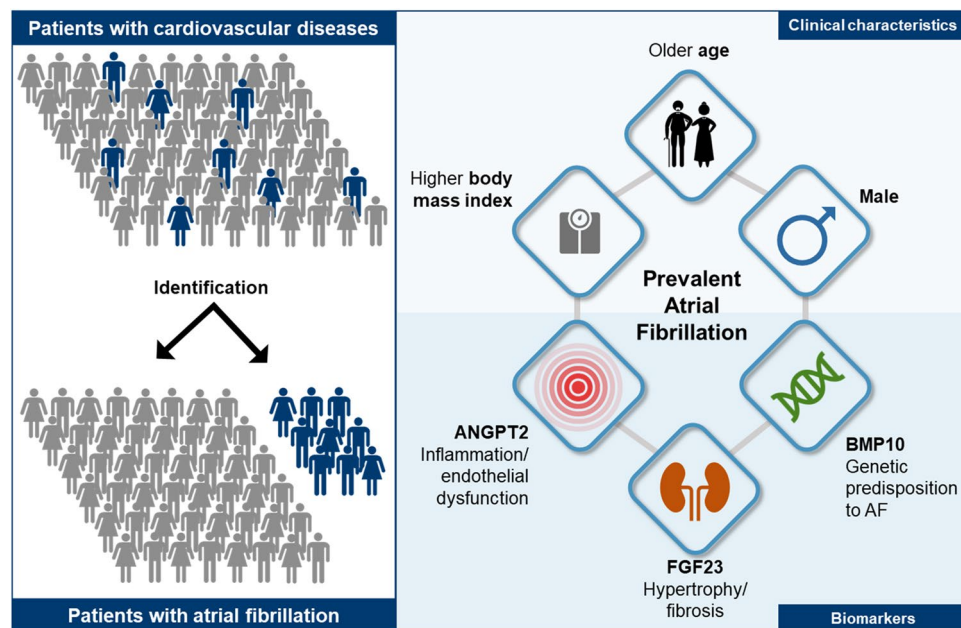 Patients with cardiovascular diseases
Identification
Patients with atrial fibrillation
Clinical characteristics
Older age
Higher body
mass index
Male
Prevalent
Atrial
Fibrillation
ANGPT2
Inflammation/
endothelial
dysfunction
BMP10
Genetic
predisposition
to AF
FGF23
Hypertrophy/
fibrosis
Biomarkers